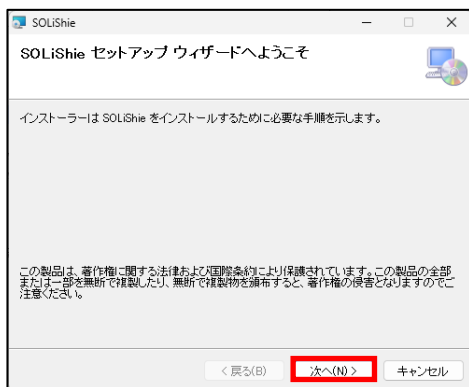 SOLiShie
SOLiShie セットアップ ウィザードへようこそ
インストーラーは SOLiShie をインストールするために必要な手順を示します。
この製品は、著作権に関する法律および国際条約により保護されています。この製品の全部
または一部を無断で複製したり、無断で複製物を頒布すると、著作権の侵害となりますのでご
注意ください。
< 戻る(B)
次へ(N) >
キャンセル